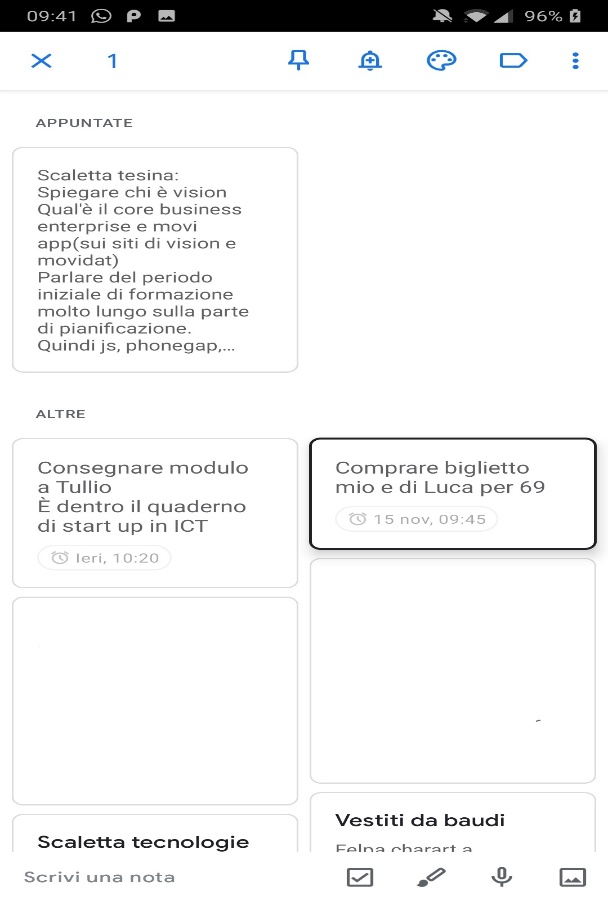 09:41
96%
1
APPUNTATE
Scaletta tesina:
Spiegare chi è vision
Qual'è il core business
enterprise e movi
app(sui siti di vision e
movidat)
Parlare del periodo
iniziale di formazione
molto lungo sulla parte
di pianificazione.
Quindi js, phonegap,...
ALTRE
Consegnare modulo
a Tullio
È dentro il quaderno
di start up in ICT
Ieri, 10:20
Comprare biglietto
mio e di Luca per 69
15 nov, 09:45
Scaletta tecnologie
Vestiti da baudi
Felpa charart a
Scrivi una nota